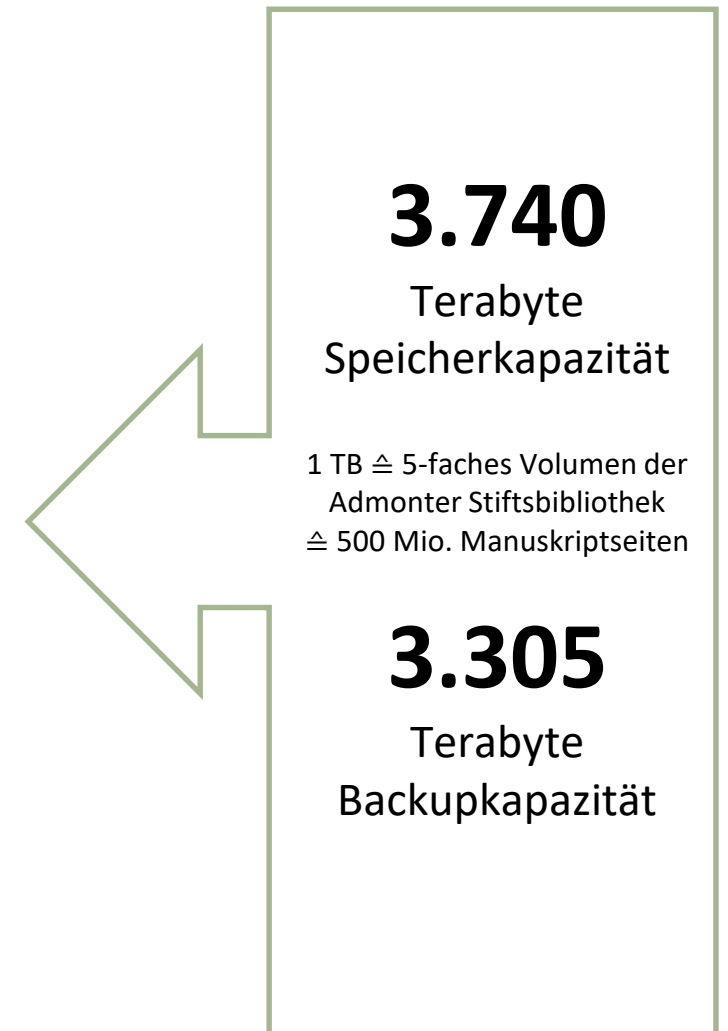 3.740
Terabyte
Speicherkapazität
1 TB ≙ 5-faches Volumen der
Admonter Stiftsbibliothek
≙ 500 Mio. Manuskriptseiten
3.305
Terabyte
Backupkapazität